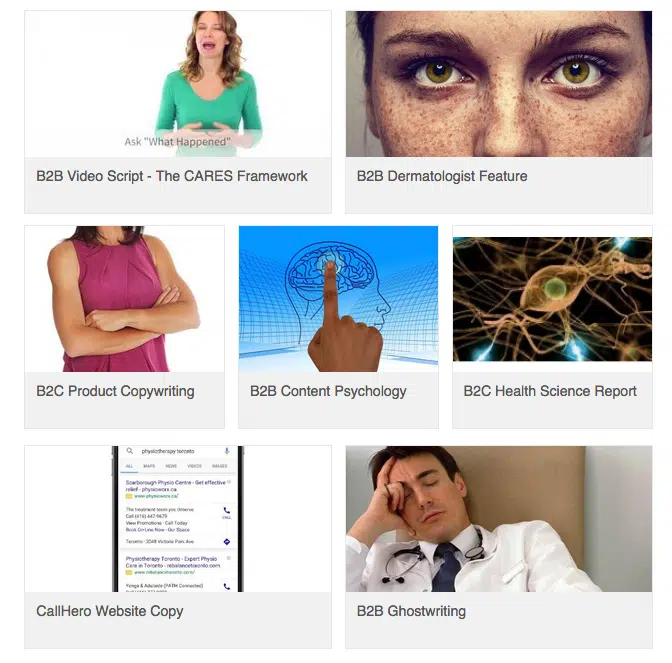 Ask "What Happened"
B2B Video Script - The CARES Framework
B2B Dermatologist Feature
B2C Product Copywriting
B2B Content Psychology
B2C Health Science Report
physiotherapy toronto
ALL MAPS NEWS VIDEOS IMAGES
Scarborough Physio Centre - Get effective
relief - physioworx.ca
www.physioworx.ca/
The treatment team you deserve
Call (416) 447-9679
View Promotions · Call Today
Book On-Line Now · Our Space
CALL
Toronto · 2049 Victoria Park Ave
Physiotherapy Toronto - Expert Physio
Care in Toronto - rebalancetoronto.com
www.rebalancetoronto.com/
Yonge & Adelaide (PATH Connected)
CallHero Website Copy
B2B Ghostwriting